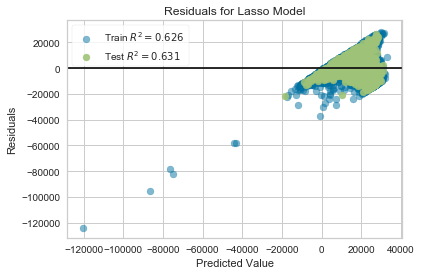 Residuals for Lasso Model
Train R² = 0.626
Test R² = 0.631
20000
0
−20000
−40000
−60000
−80000
−100000
−120000
Residuals
−120000 −100000 −80000 −60000 −40000 −20000 0 20000 40000
Predicted Value